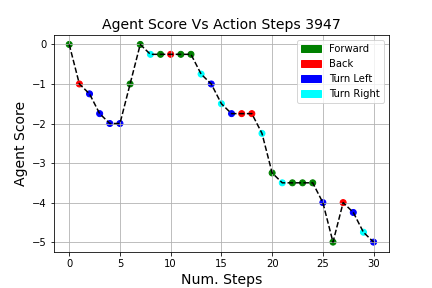 Agent Score Vs Action Steps 3947
Agent Score
0
−1
−2
−3
−4
−5
Forward
Back
Turn Left
Turn Right
0 5 10 15 20 25 30
Num. Steps